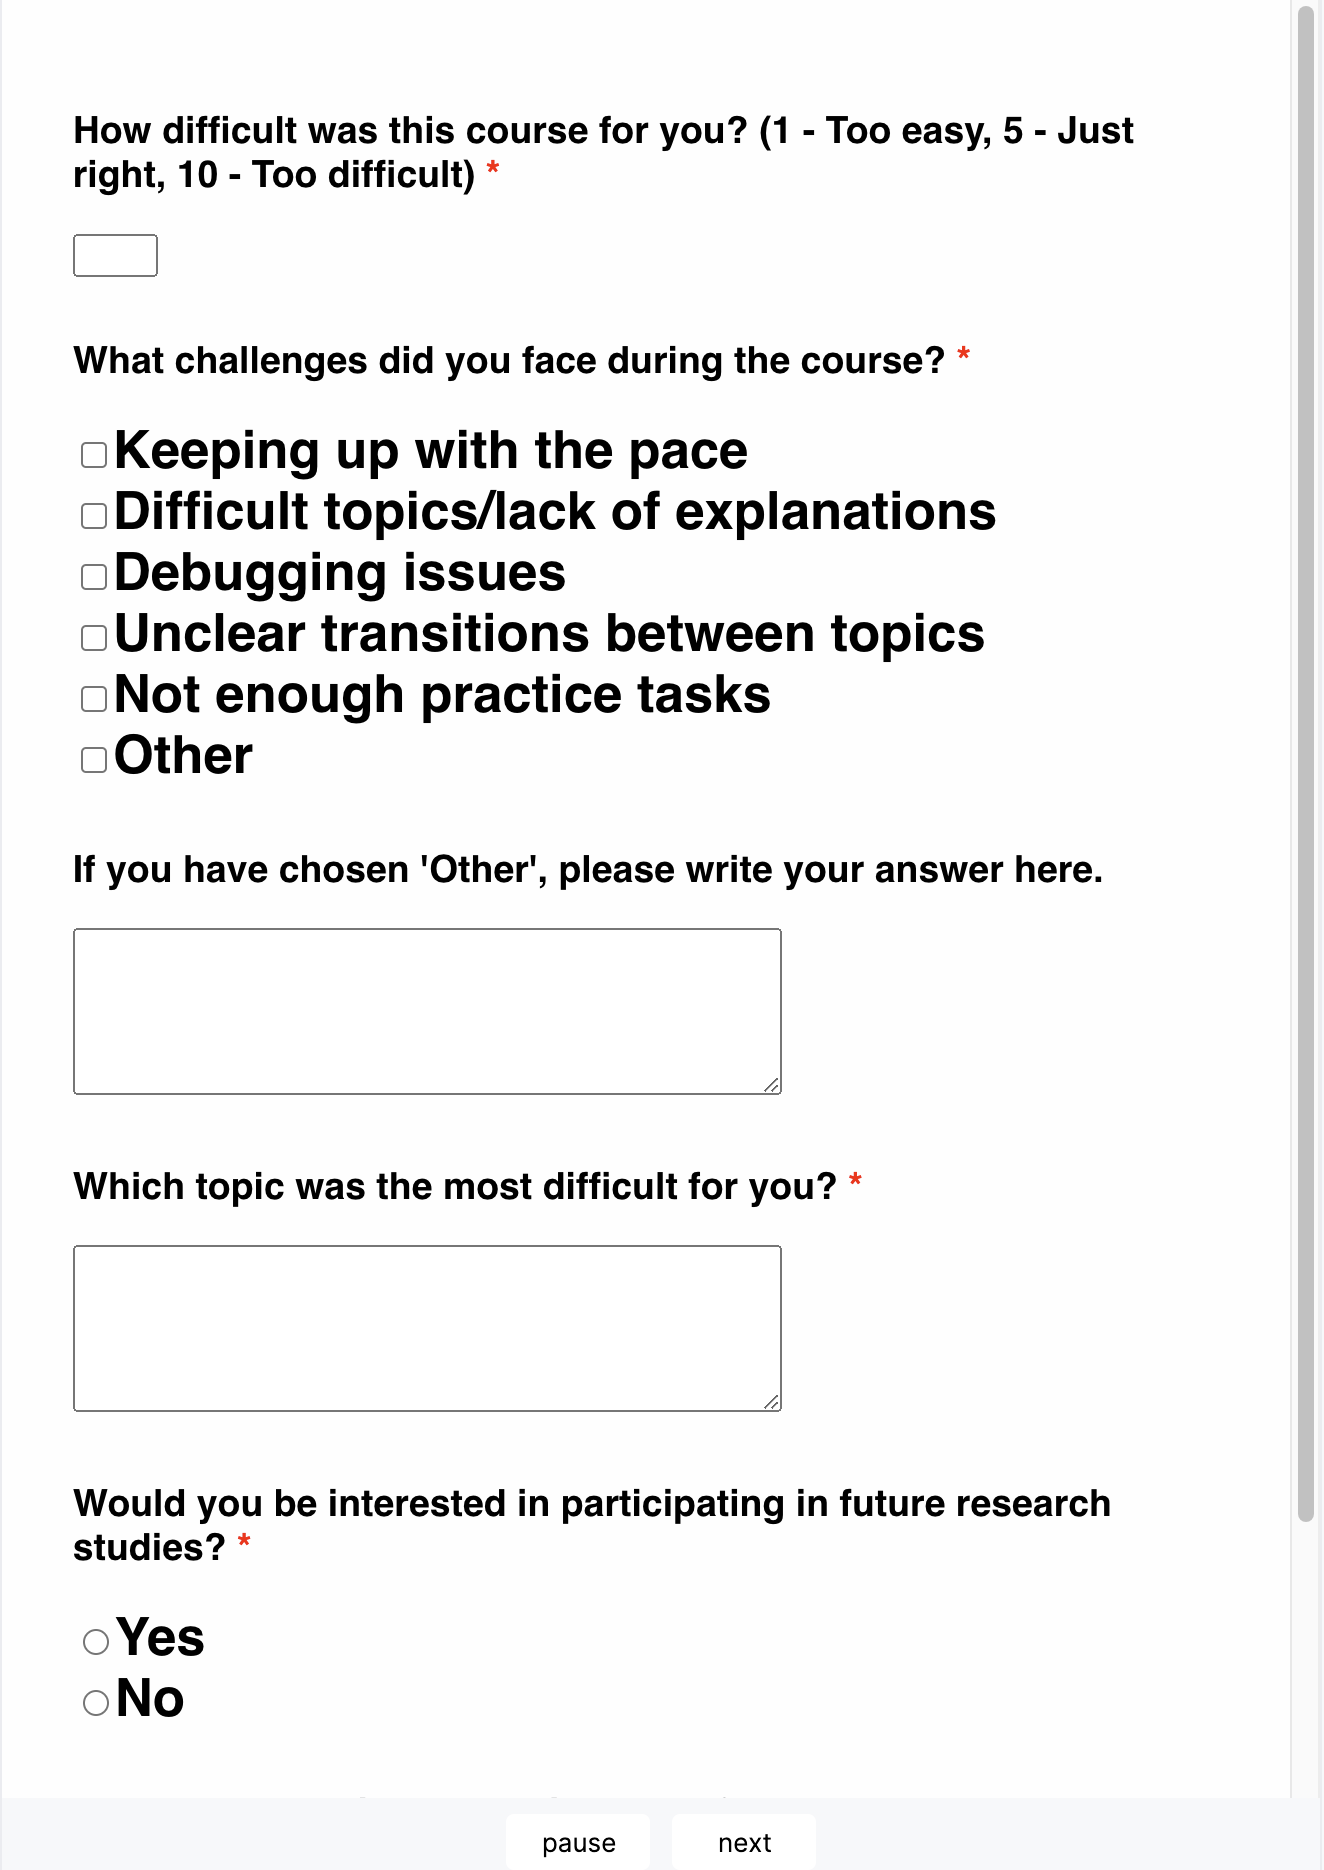 How difficult was this course for you? (1 - Too easy, 5 - Just
right, 10 - Too difficult) *
What challenges did you face during the course? *
Keeping up with the pace
Difficult topics/lack of explanations
Debugging issues
Unclear transitions between topics
Not enough practice tasks
Other
If you have chosen 'Other', please write your answer here.
Which topic was the most difficult for you? *
Would you be interested in participating in future research
studies? *
Yes
No
pause
next